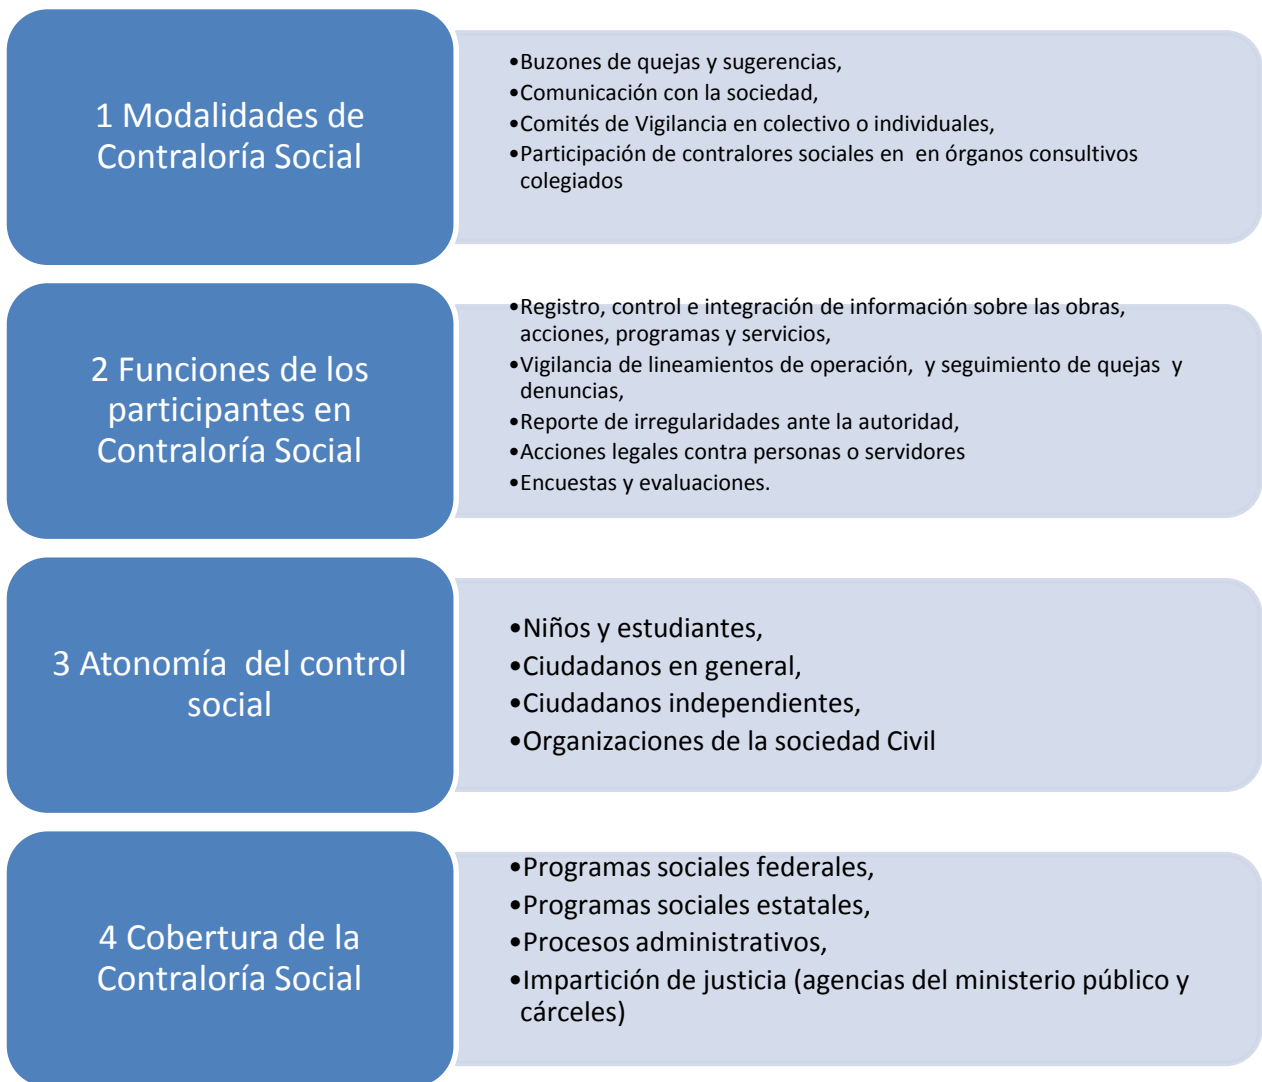 1 Modalidades de
Contraloría Social
•Buzones de quejas y sugerencias,
•Comunicación con la sociedad,
•Comités de Vigilancia en colectivo o individuales,
•Participación de contralores sociales en  en órganos consultivos
colegiados
2 Funciones de los
participantes en
Contraloría Social
•Registro, control e integración de información sobre las obras,
acciones, programas y servicios,
•Vigilancia de lineamientos de operación,  y seguimiento de quejas  y
denuncias,
•Reporte de irregularidades ante la autoridad,
•Acciones legales contra personas o servidores
•Encuestas y evaluaciones.
3 Atonomía  del control
social
•Niños y estudiantes,
•Ciudadanos en general,
•Ciudadanos independientes,
•Organizaciones de la sociedad Civil
4 Cobertura de la
Contraloría Social
•Programas sociales federales,
•Programas sociales estatales,
•Procesos administrativos,
•Impartición de justicia (agencias del ministerio público y
cárceles)